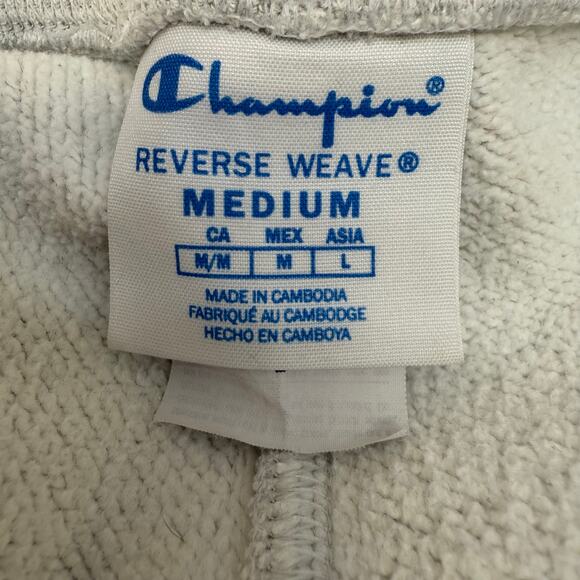 Champion®
REVERSE WEAVE®
MEDIUM
CA MEX ASIA
M/M M L
MADE IN CAMBODIA
FABRIQUÉ AU CAMBODGE
HECHO EN CAMBOYA